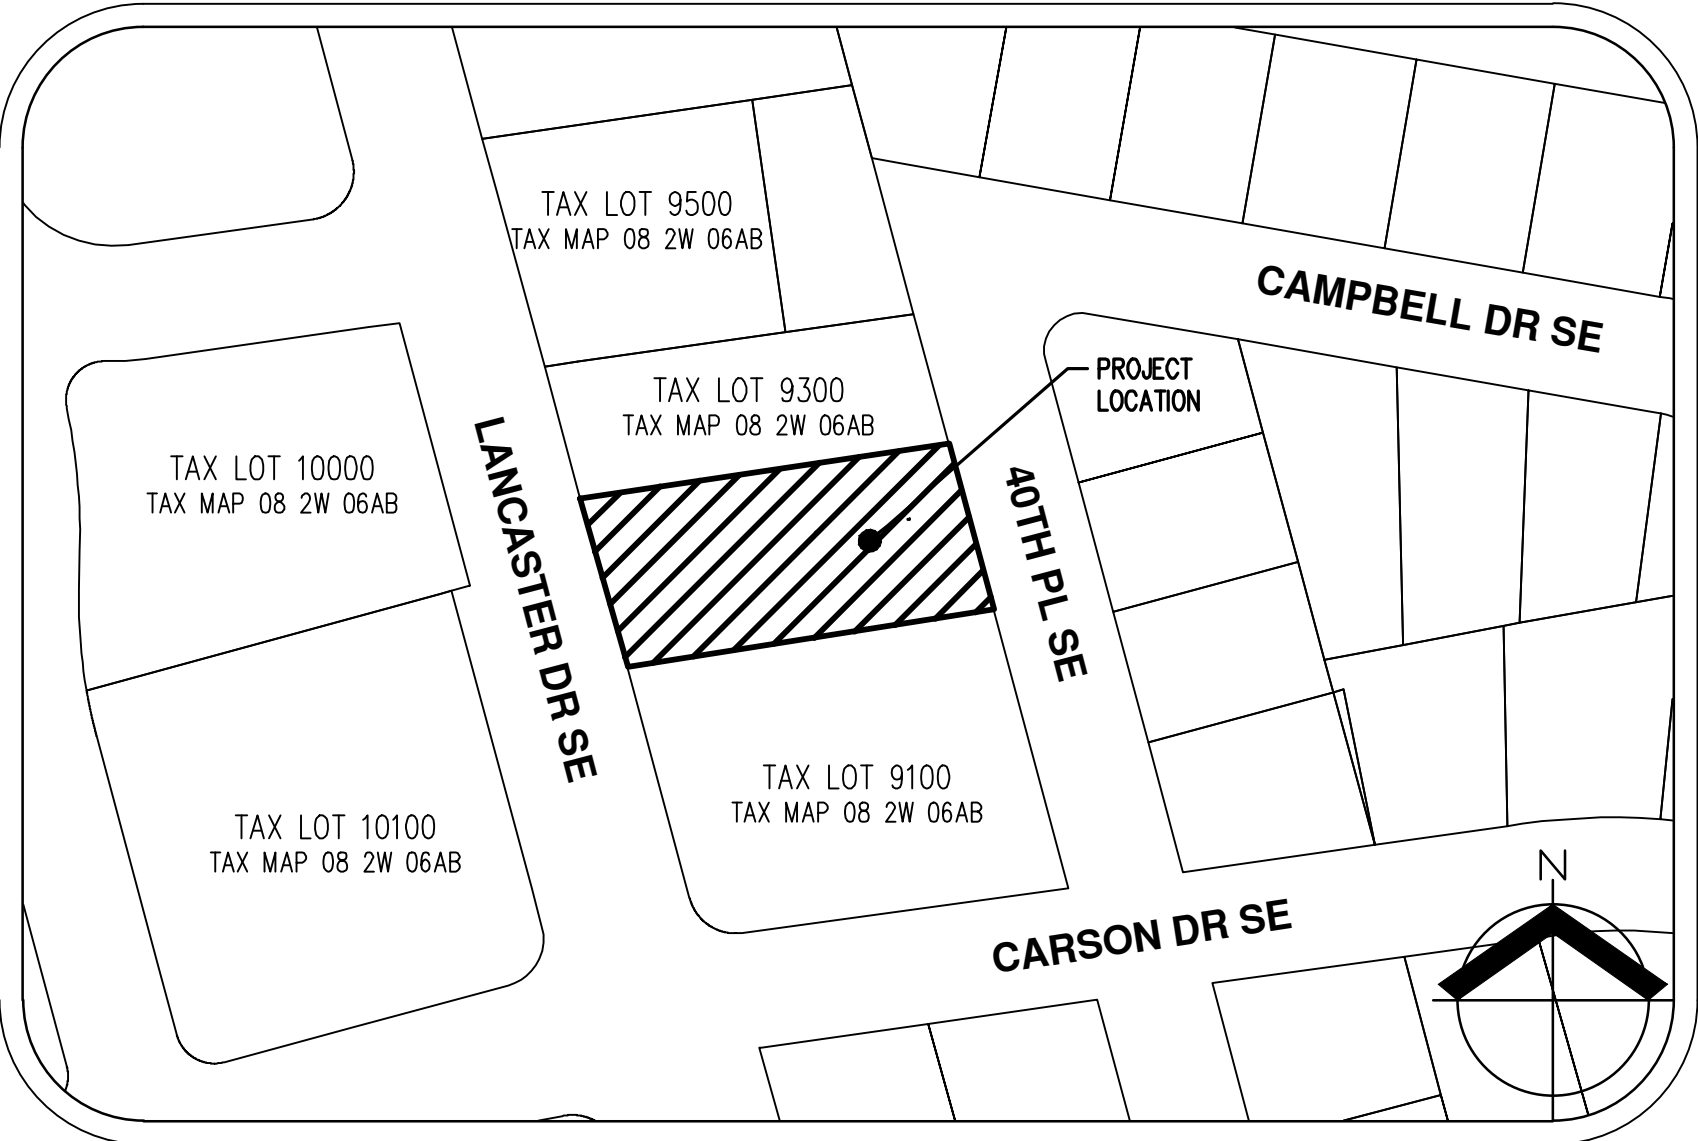 TAX LOT 9500
TAX MAP 08 2W 06AB
CAMPBELL DR SE
PROJECT
LOCATION
TAX LOT 9300
TAX MAP 08 2W 06AB
TAX LOT 10000
TAX MAP 08 2W 06AB
LANCASTER DR SE
40TH PL SE
TAX LOT 9100
TAX MAP 08 2W 06AB
TAX LOT 10100
TAX MAP 08 2W 06AB
N
CARSON DR SE